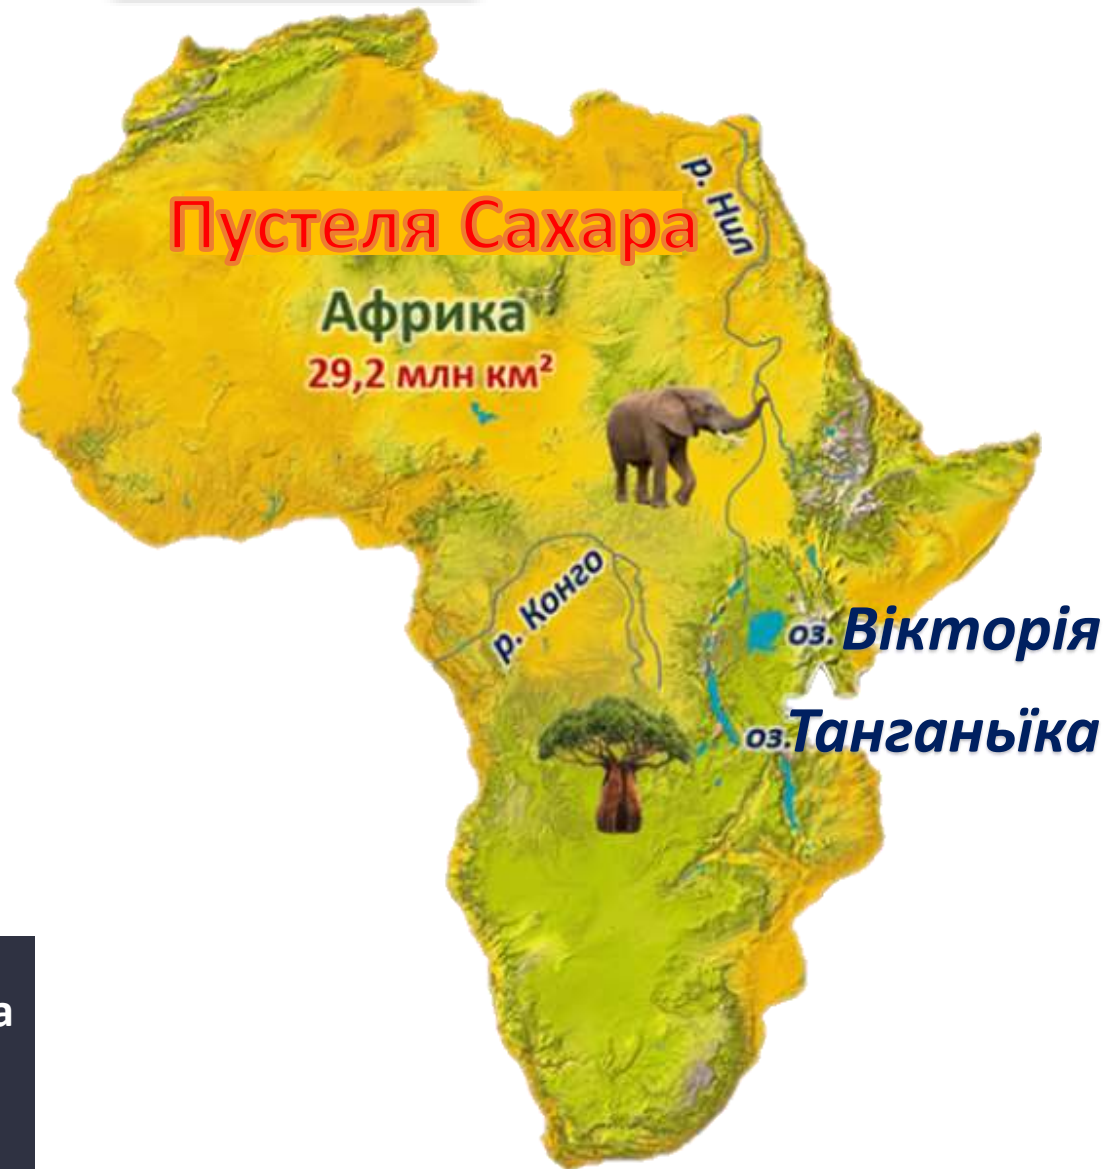 р. Нил
Пустеля Сахара
Африка
29,2 млн км²
р. Конго
оз. Вікторія
оз. Танганьїка
а